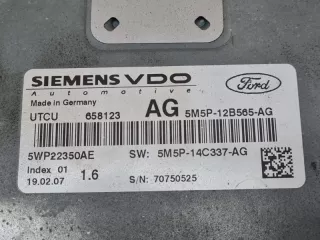 SIEMENS VDO
Automotive
Ford
Made in Germany
UTCU 658123 AG 5M5P-12B565-AG
5WP22350AE SW: 5M5P-14C337-AG
Index 01 1.6
19.02.07 S/N: 70750525